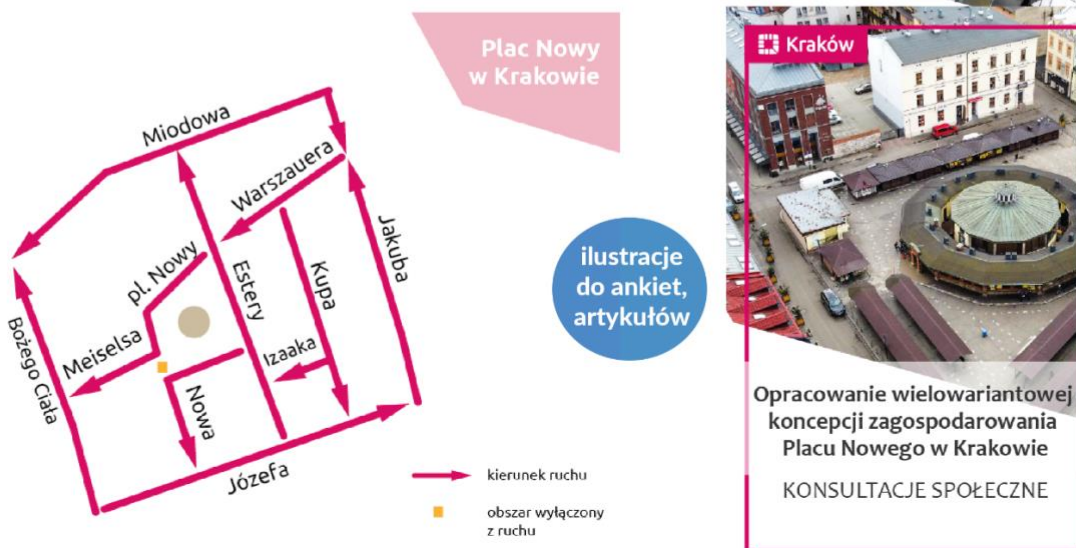 Plac Nowy
w Krakowie
Miodowa
Warszauera
Jakuba
pl. Nowy
Estery
Kupa
Bożego Ciała
Meiselsa
Izaaka
Nowa
Józefa
kierunek ruchu
obszar wyłączony
z ruchu
ilustracje
do ankiet,
artykułów
Kraków
Opracowanie wielowariantowej
koncepcji zagospodarowania
Placu Nowego w Krakowie
KONSULTACJE SPOŁECZNE